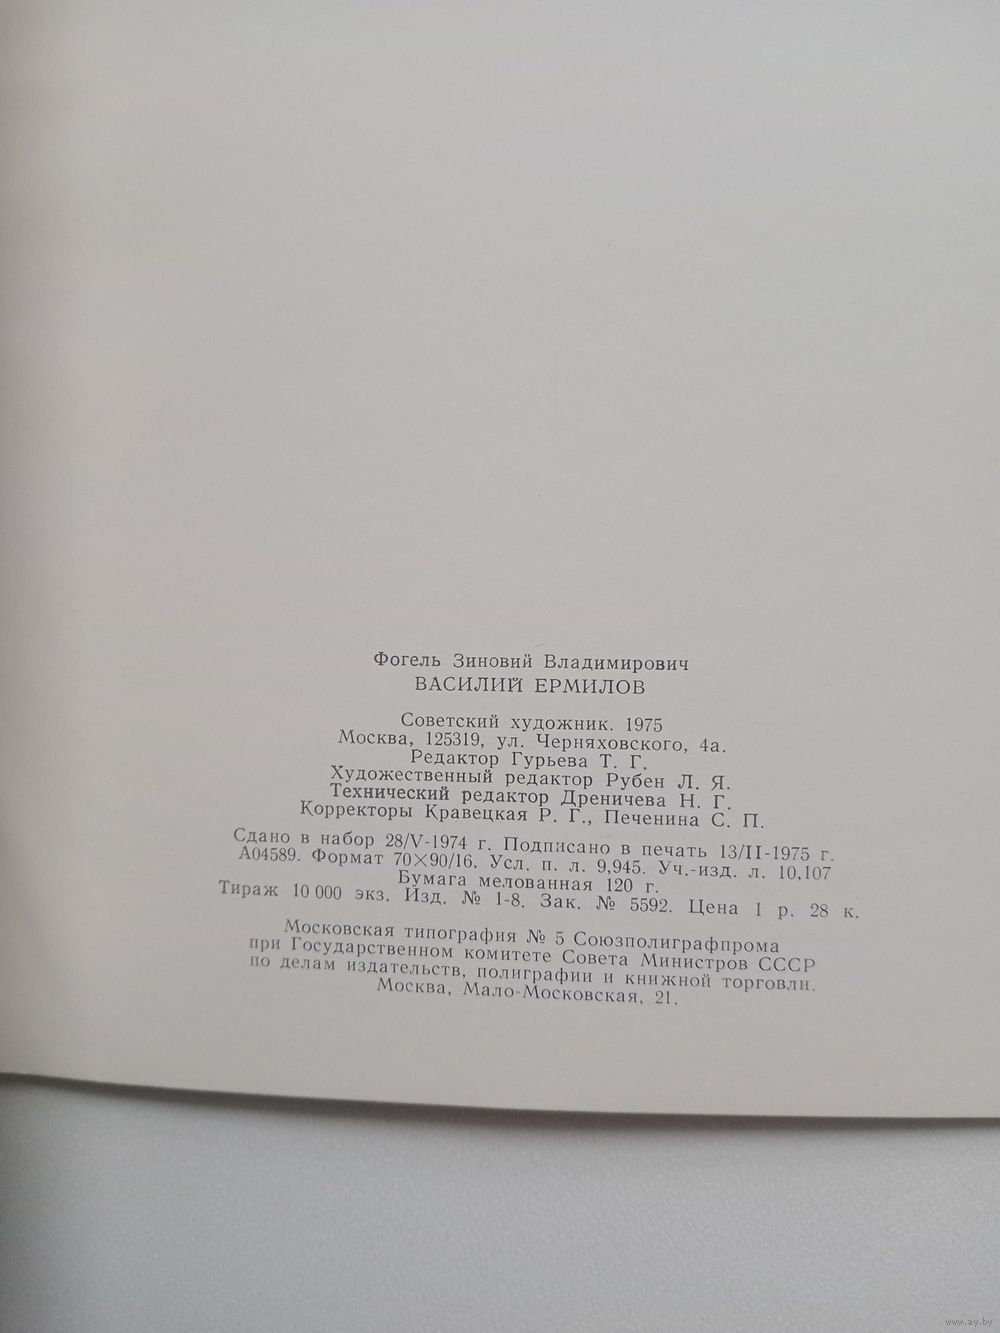 Фогель Зиновий Владимирович
ВАСИЛИЙ ЕРМИЛОВ
Советский художник. 1975
Москва, 125319, ул. Черняховского, 4а.
Редактор Гурьева Т. Г.
Художественный редактор Рубен Л. Я.
Технический редактор Дреничева Н. Г.
Корректоры Кравецкая Р. Г., Печенина С. П.
Сдано в набор 28/V-1974 г. Подписано в печать 13/II-1975 г.
А04589. Формат 70×90/16. Усл. п. л. 9,945. Уч.-изд. л. 10,107
Бумага мелованная 120 г.
Тираж 10 000 экз. Изд. № 1-8. Зак. № 5592. Цена 1 р. 28 к.
Московская типография № 5 Союзполиграфпрома
при Государственном комитете Совета Министров СССР
по делам издательств, полиграфии и книжной торговли.
Москва, Мало-Московская, 21.
www.ay.by